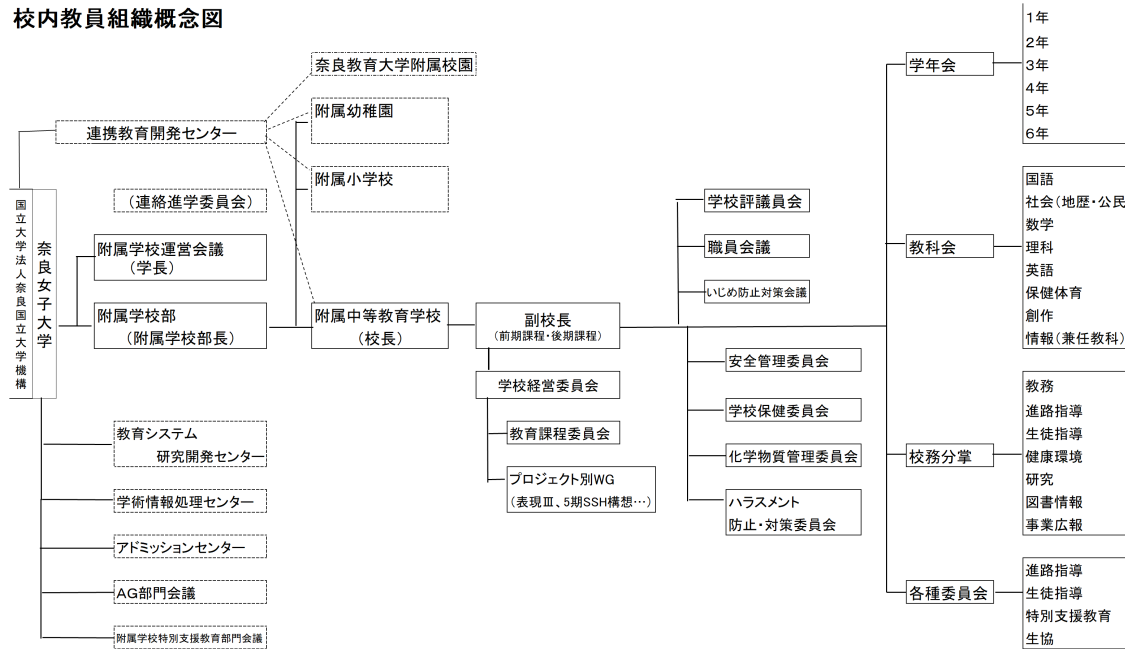 校内教員組織概念図
奈良教育大学附属校園
附属幼稚園
連携教育開発センター
附属小学校
(連絡進学委員会)
国立大学法人奈良国立大学機構
奈良女子大学
附属学校運営会議
(学長)
附属学校部
(附属学校部長)
附属中等教育学校
(校長)
副校長
(前期課程・後期課程)
学校経営委員会
教育課程委員会
プロジェクト別WG
(表現Ⅲ、5期SSH構想…)
教育システム
研究開発センター
学術情報処理センター
アドミッションセンター
AG部門会議
附属学校特別支援教育部門会議
学校評議員会
職員会議
いじめ防止対策会議
安全管理委員会
学校保健委員会
化学物質管理委員会
ハラスメント
防止・対策委員会
学年会
1年
2年
3年
4年
5年
6年
教科会
国語
社会(地歴・公民
数学
理科
英語
保健体育
創作
情報(兼任教科)
校務分掌
教務
進路指導
生徒指導
健康環境
研究
図書情報
事業広報
各種委員会
進路指導
生徒指導
特別支援教育
生協